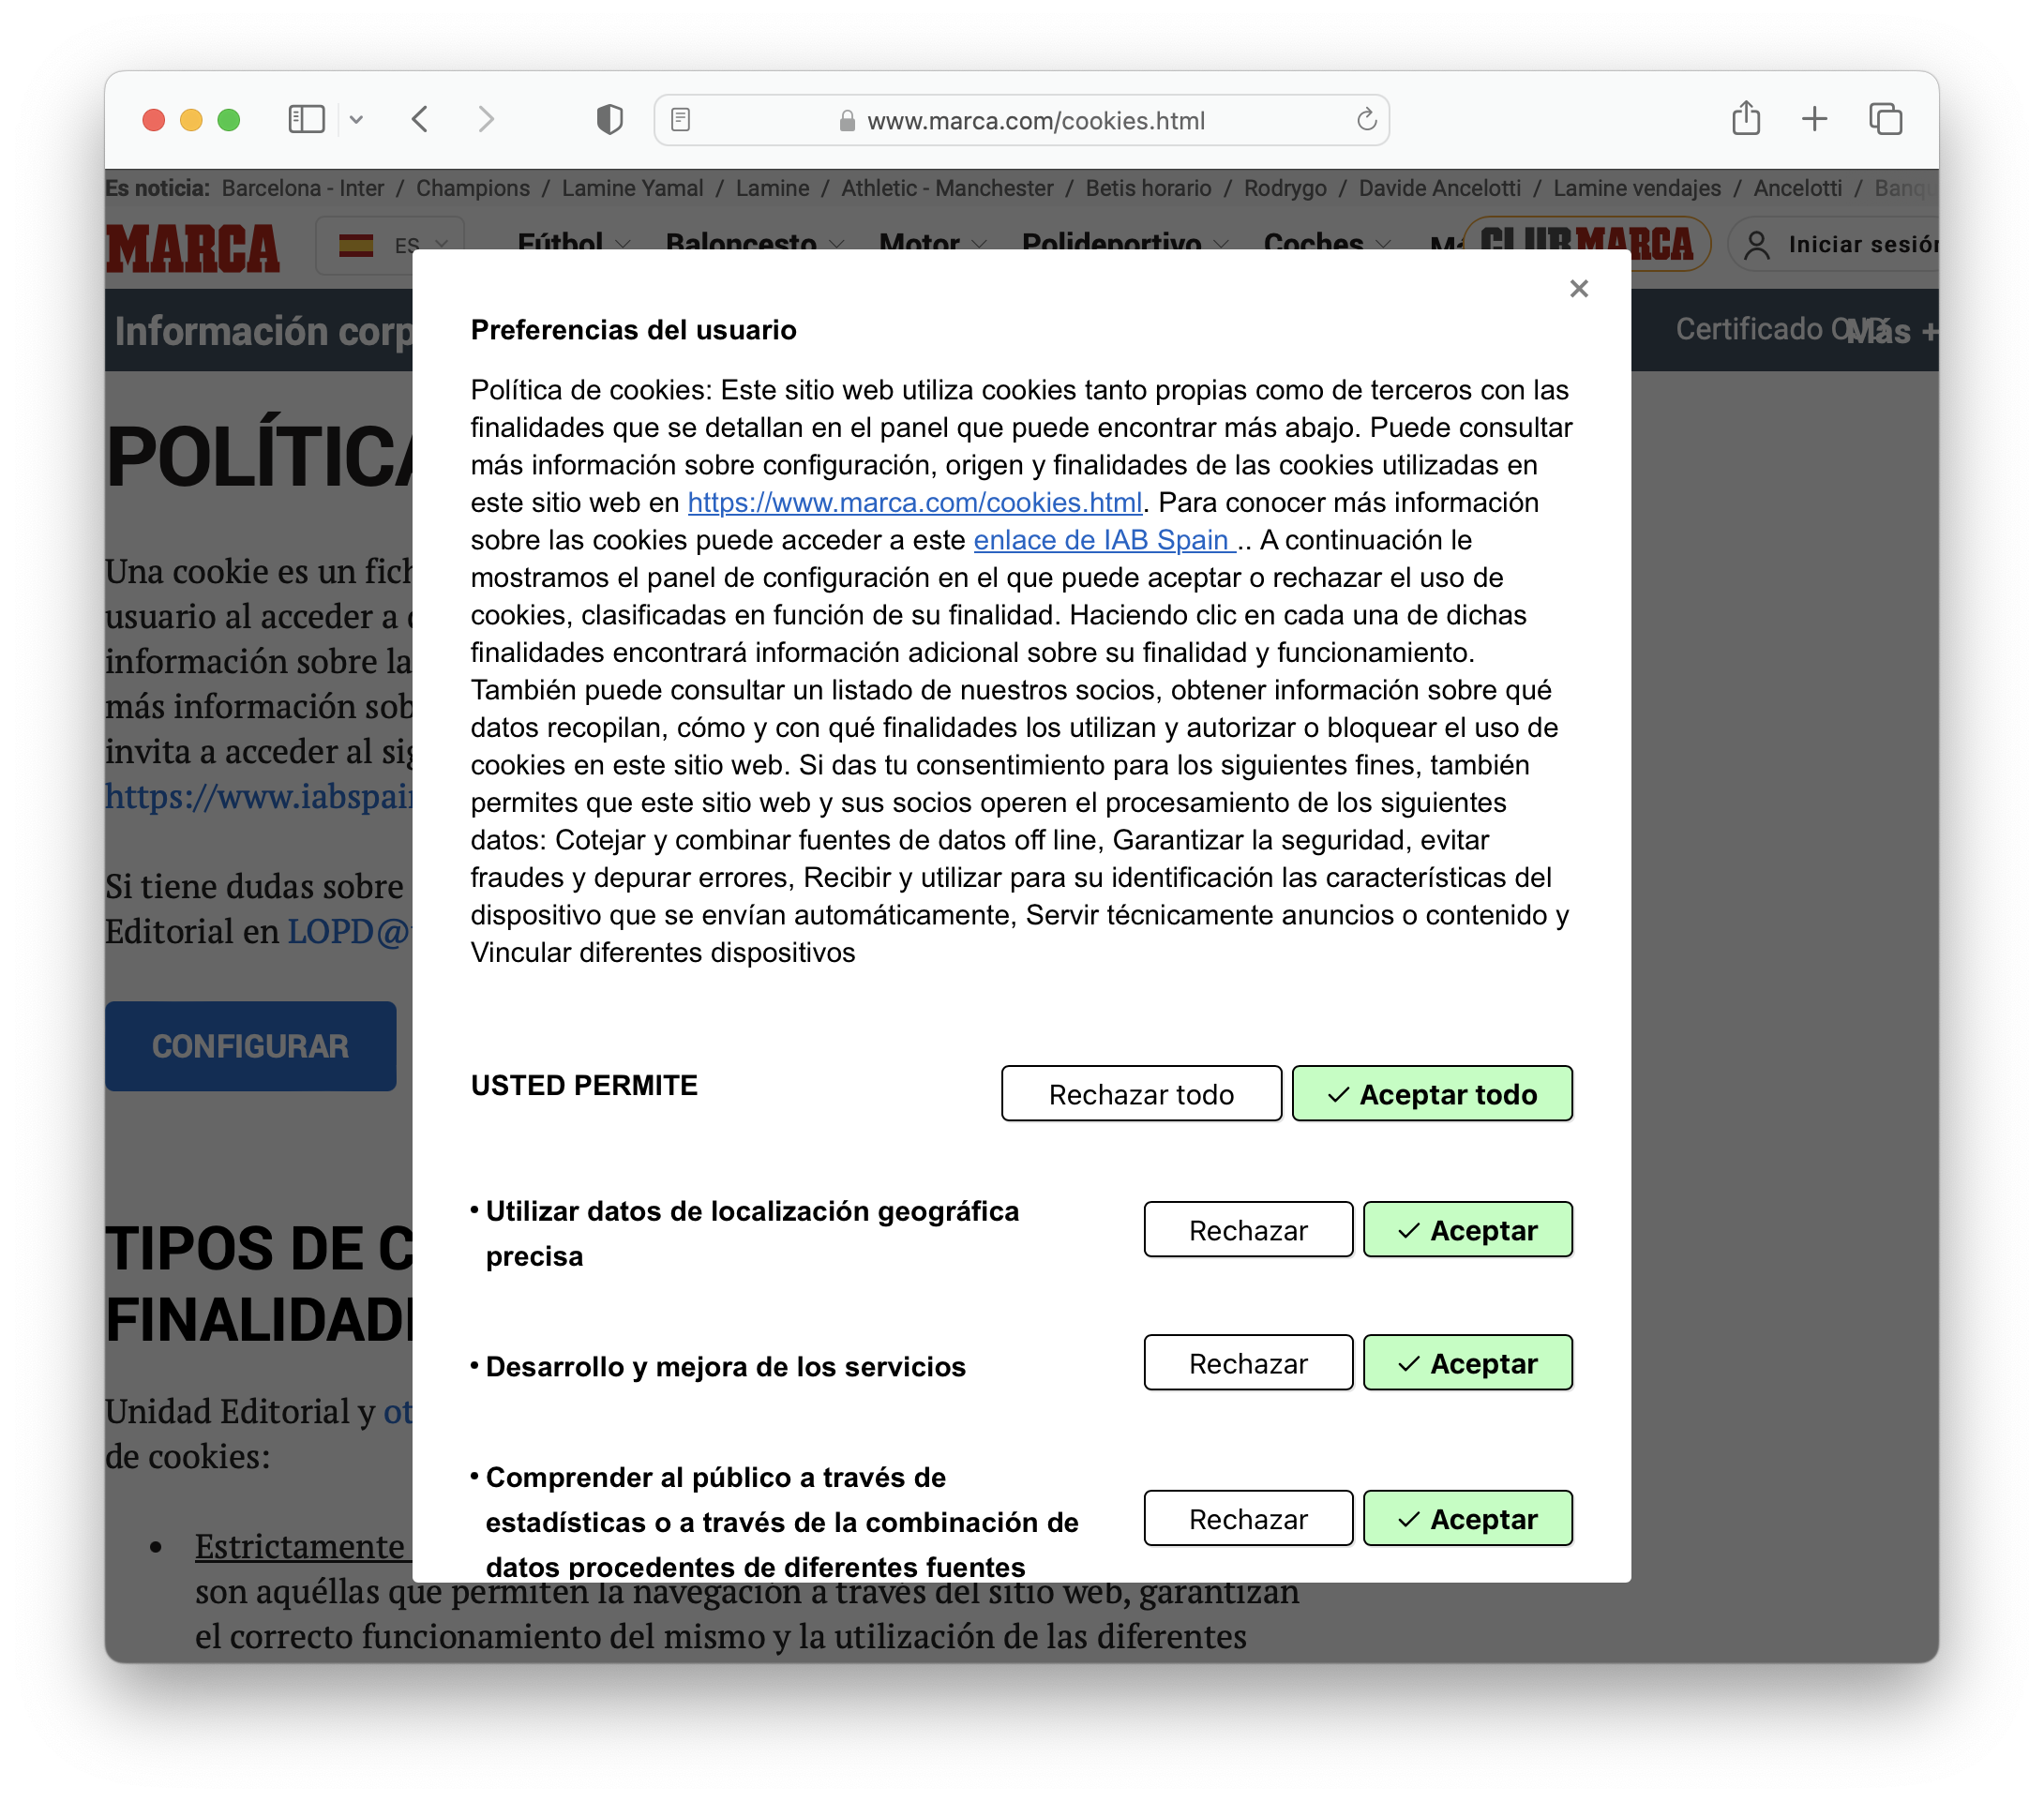 www.marca.com/cookies.html
Es noticia: Barcelona - Inter / Champions / Lamine Yamal / Lamine / Athletic - Manchester / Betis horario / Rodrygo / Davide Ancelotti / Lamine vendajes / Ancelotti /
MARCA ES Fútbol Baloncesto Motor Polideportivo Coches CLUB MARCA Iniciar sesión
Información corp Certificado Más +
×
Preferencias del usuario
Política de cookies: Este sitio web utiliza cookies tanto propias como de terceros con las
finalidades que se detallan en el panel que puede encontrar más abajo. Puede consultar
más información sobre configuración, origen y finalidades de las cookies utilizadas en
este sitio web en https://www.marca.com/cookies.html. Para conocer más información
sobre las cookies puede acceder a este enlace de IAB Spain .. A continuación le
mostramos el panel de configuración en el que puede aceptar o rechazar el uso de
cookies, clasificadas en función de su finalidad. Haciendo clic en cada una de dichas
finalidades encontrará información adicional sobre su finalidad y funcionamiento.
También puede consultar un listado de nuestros socios, obtener información sobre qué
datos recopilan, cómo y con qué finalidades los utilizan y autorizar o bloquear el uso de
cookies en este sitio web. Si das tu consentimiento para los siguientes fines, también
permites que este sitio web y sus socios operen el procesamiento de los siguientes
datos: Cotejar y combinar fuentes de datos off line, Garantizar la seguridad, evitar
fraudes y depurar errores, Recibir y utilizar para su identificación las características del
dispositivo que se envían automáticamente, Servir técnicamente anuncios o contenido y
Vincular diferentes dispositivos
USTED PERMITE Rechazar todo ✓ Aceptar todo
• Utilizar datos de localización geográfica
precisa
Rechazar ✓ Aceptar
• Desarrollo y mejora de los servicios Rechazar ✓ Aceptar
• Comprender al público a través de
estadísticas o a través de la combinación de
datos procedentes de diferentes fuentes
Rechazar ✓ Aceptar
POLÍTICA
Una cookie es un fich
usuario al acceder a
información sobre la
más información sob
invita a acceder al sig
https://www.iabspain
Si tiene dudas sobre
Editorial en LOPD@
CONFIGURAR
TIPOS DE C
FINALIDAD
Unidad Editorial y ot
de cookies:
• Estrictamente
son aquéllas que permiten la navegación a través del sitio web, garantizan
el correcto funcionamiento del mismo y la utilización de las diferentes